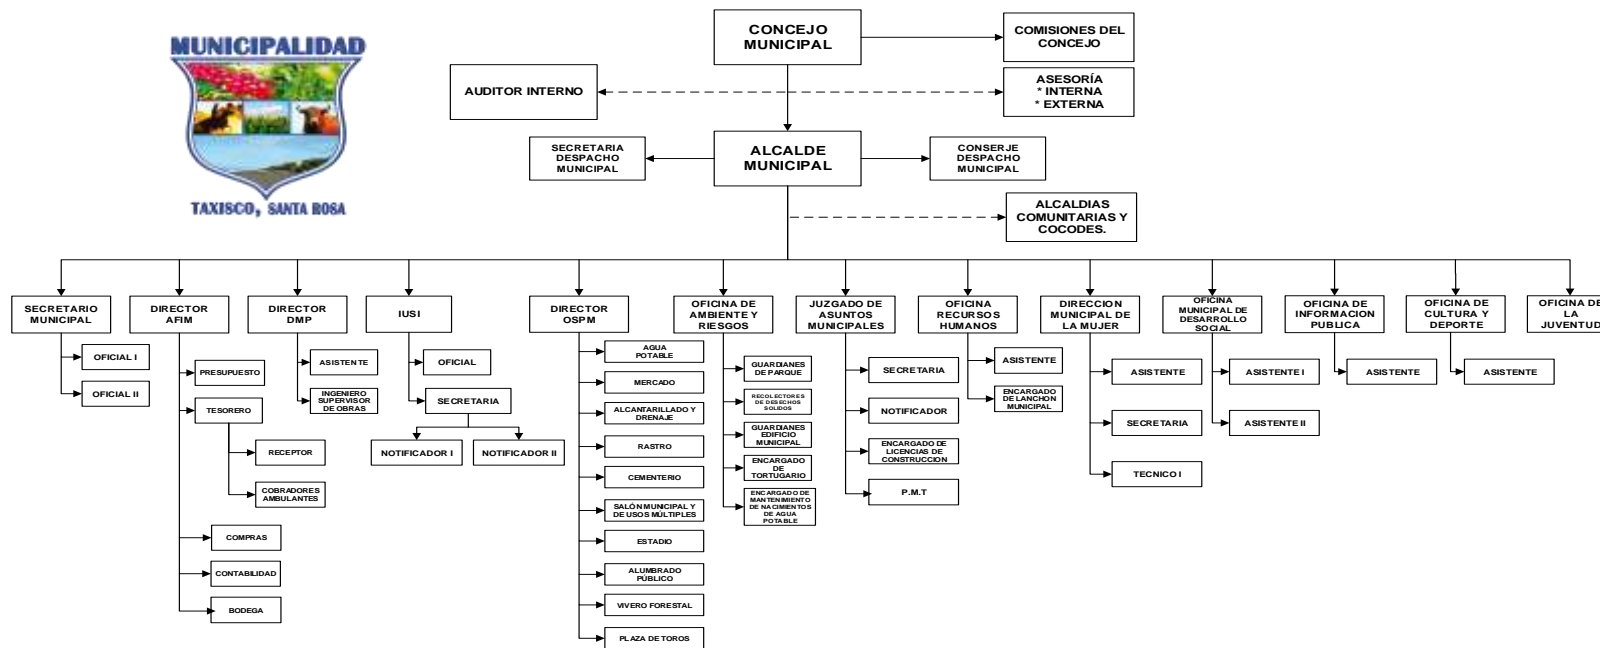 MUNICIPALIDAD
TAXISCO, SANTA ROSA
CONCEJO
MUNICIPAL
COMISIONES DEL
CONCEJO
AUDITOR INTERNO
ASESORÍA
* INTERNA
* EXTERNA
SECRETARIA
DESPACHO
MUNICIPAL
ALCALDE
MUNICIPAL
CONSERJE
DESPACHO
MUNICIPAL
ALCALDIAS
COMUNITARIAS Y
COCODES.
SECRETARIO
MUNICIPAL
OFICIAL I
OFICIAL II
DIRECTOR
AFIM
PRESUPUESTO
TESORERO
RECEPTOR
COBRADORES
AMBULANTES
COMPRAS
CONTABILIDAD
BODEGA
DIRECTOR
DMP
ASISTENTE
INGENIERO
SUPERVISOR
DE OBRAS
IUSI
OFICIAL
SECRETARIA
NOTIFICADOR I
NOTIFICADOR II
DIRECTOR
OSPM
AGUA
POTABLE
MERCADO
ALCANTARILLADO Y
DRENAJE
RASTRO
CEMENTERIO
SALÓN MUNICIPAL Y
DE USOS MÚLTIPLES
ESTADIO
ALUMBRADO
PÚBLICO
VIVERO FORESTAL
PLAZA DE TOROS
OFICINA DE
AMBIENTE Y
RIESGOS
GUARDIANES
DE PARQUE
RECOLECTORES
DE DESECHOS
SOLIDOS
GUARDIANES
EDIFICIO
MUNICIPAL
ENCARGADO
DE
TORTUGARIO
ENCARGADO DE
MANTENIMIENTO
DE NACIMIENTOS
DE AGUA
POTABLE
JUZGADO DE
ASUNTOS
MUNICIPALES
SECRETARIA
NOTIFICADOR
ENCARGADO DE
LICENCIAS DE
CONSTRUCCION
P.M.T
OFICINA
RECURSOS
HUMANOS
ASISTENTE
ENCARGADO
DE LANCHON
MUNICIPAL
DIRECCION
MUNICIPAL DE
LA MUJER
ASISTENTE
SECRETARIA
TECNICO I
OFICINA
MUNICIPAL DE
DESARROLLO
SOCIAL
ASISTENTE I
ASISTENTE II
OFICINA DE
INFORMACION
PUBLICA
ASISTENTE
OFICINA DE
CULTURA Y
DEPORTE
ASISTENTE
OFICINA DE
LA
JUVENTUD